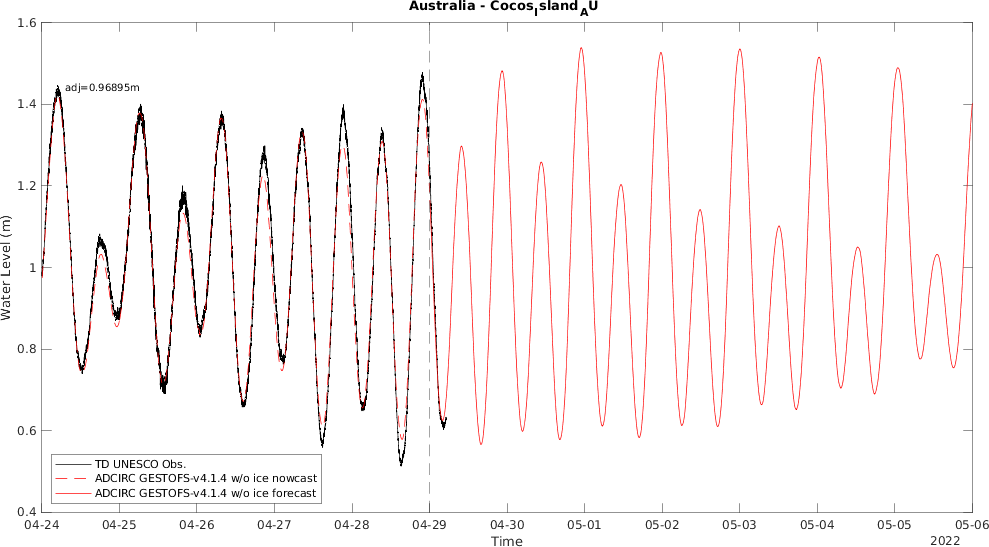 Australia - Cocos_Island_AU
adj=0.96895m
1.6
1.4
1.2
1
0.8
0.6
0.4
Water Level (m)
TD UNESCO Obs.
ADCIRC GESTOFS-v4.1.4 w/o ice nowcast
ADCIRC GESTOFS-v4.1.4 w/o ice forecast
04-24 04-25 04-26 04-27 04-28 04-29 04-30 05-01 05-02 05-03 05-04 05-05 05-06
Time
2022